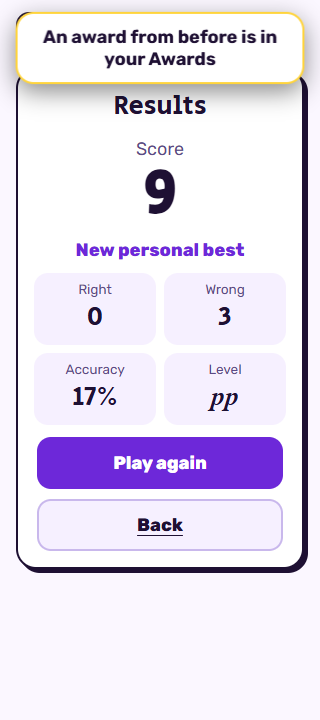 An award from before is in
your Awards
Results
Score
9
New personal best
Right
0
Wrong
3
Accuracy
17%
Level
pp
Play again
Back